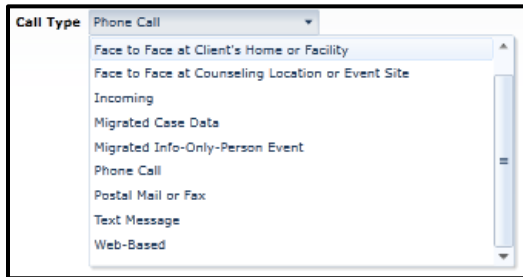 Call Type Phone Call
Face to Face at Client's Home or Facility
Face to Face at Counseling Location or Event Site
Incoming
Migrated Case Data
Migrated Info-Only-Person Event
Phone Call
Postal Mail or Fax
Text Message
Web-Based